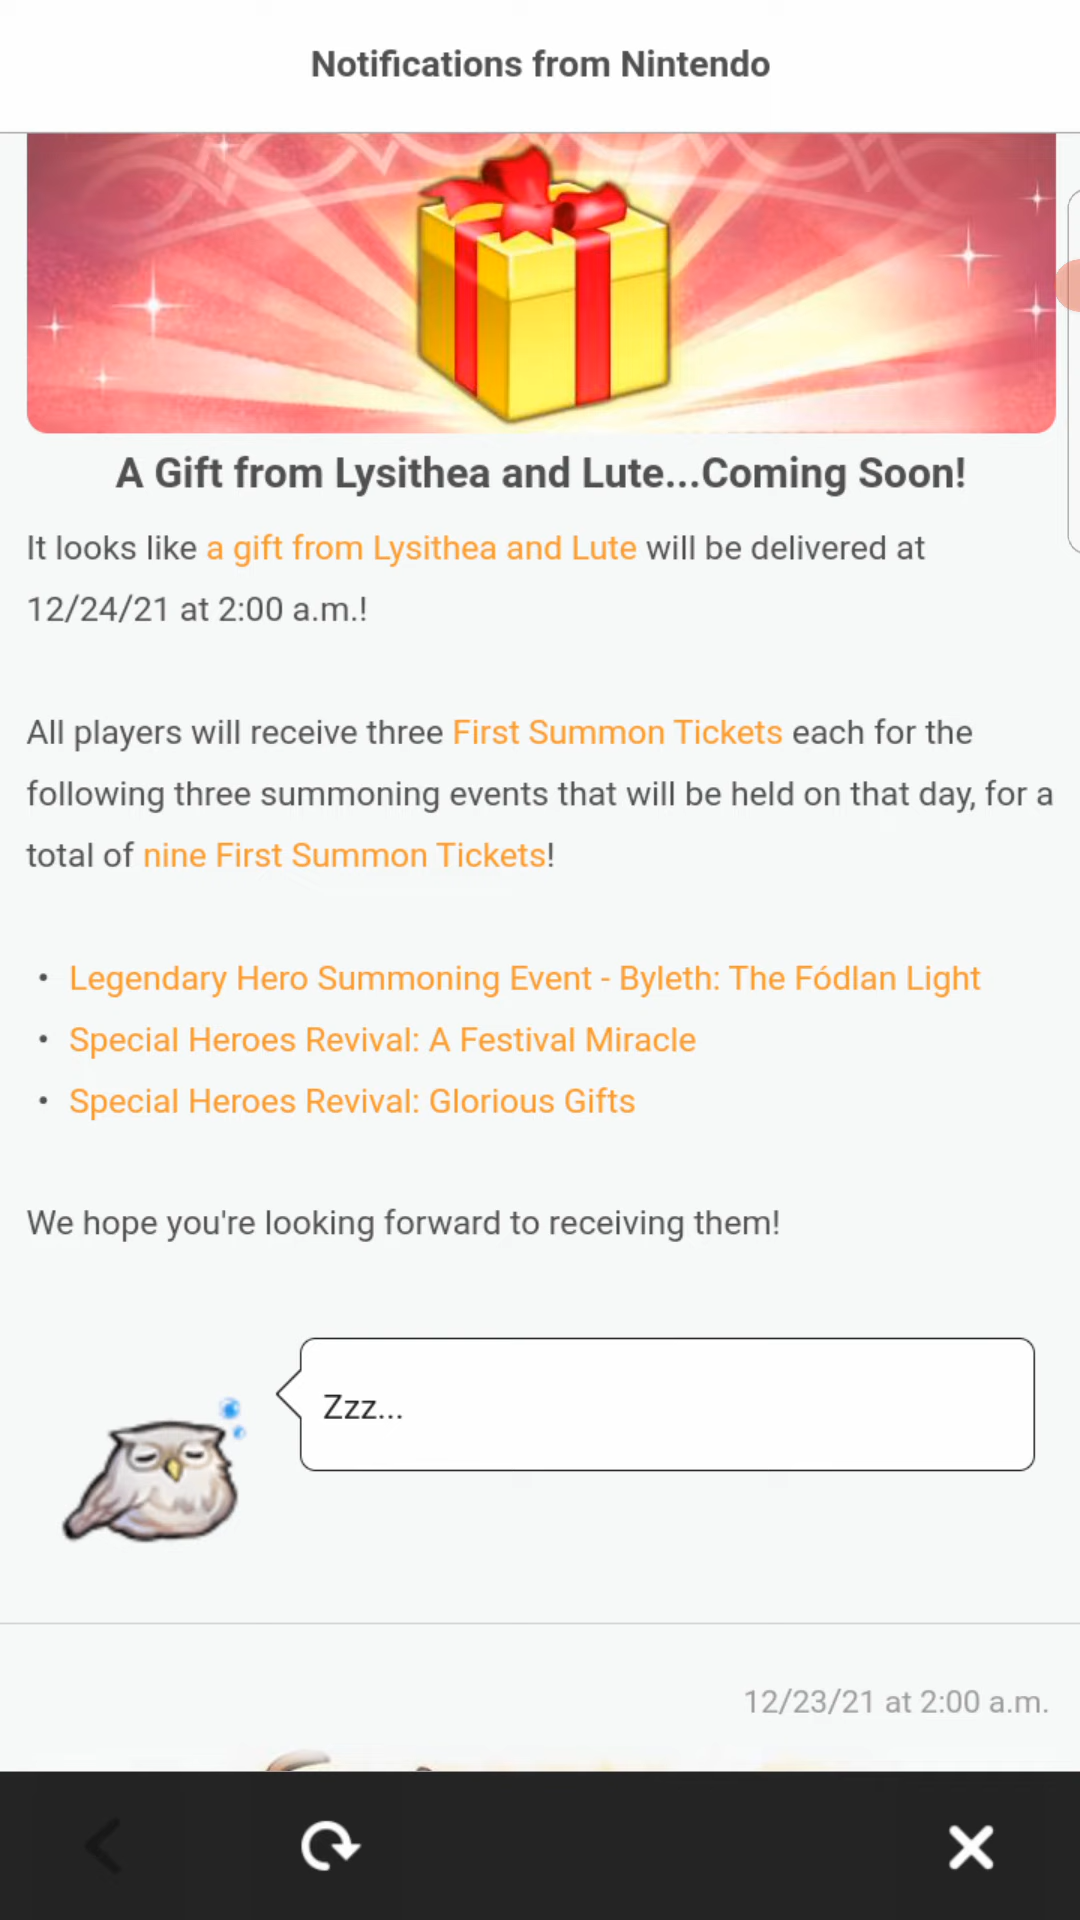 Notifications from Nintendo
A Gift from Lysithea and Lute...Coming Soon!
It looks like a gift from Lysithea and Lute will be delivered at
12/24/21 at 2:00 a.m.!
All players will receive three First Summon Tickets each for the
following three summoning events that will be held on that day, for a
total of nine First Summon Tickets!
• Legendary Hero Summoning Event - Byleth: The Fódlan Light
• Special Heroes Revival: A Festival Miracle
• Special Heroes Revival: Glorious Gifts
We hope you're looking forward to receiving them!
Zzz...
12/23/21 at 2:00 a.m.